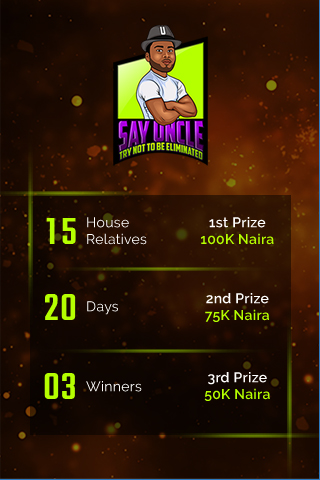 U
SAY UNCLE
TRY NOT TO BE ELIMINATED
15 House Relatives
1st Prize
100K Naira
20 Days
2nd Prize
75K Naira
03 Winners
3rd Prize
50K Naira